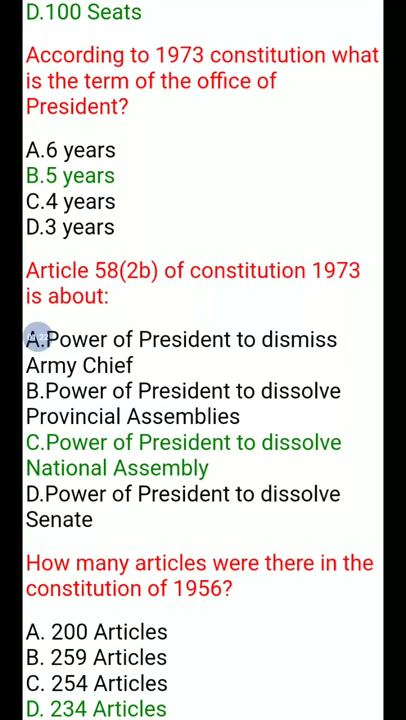 D.100 Seats
According to 1973 constitution what
is the term of the office of
President?
A.6 years
B.5 years
C.4 years
D.3 years
Article 58(2b) of constitution 1973
is about:
A.Power of President to dismiss
Army Chief
B.Power of President to dissolve
Provincial Assemblies
C.Power of President to dissolve
National Assembly
D.Power of President to dissolve
Senate
How many articles were there in the
constitution of 1956?
A. 200 Articles
B. 259 Articles
C. 254 Articles
D. 234 Articles